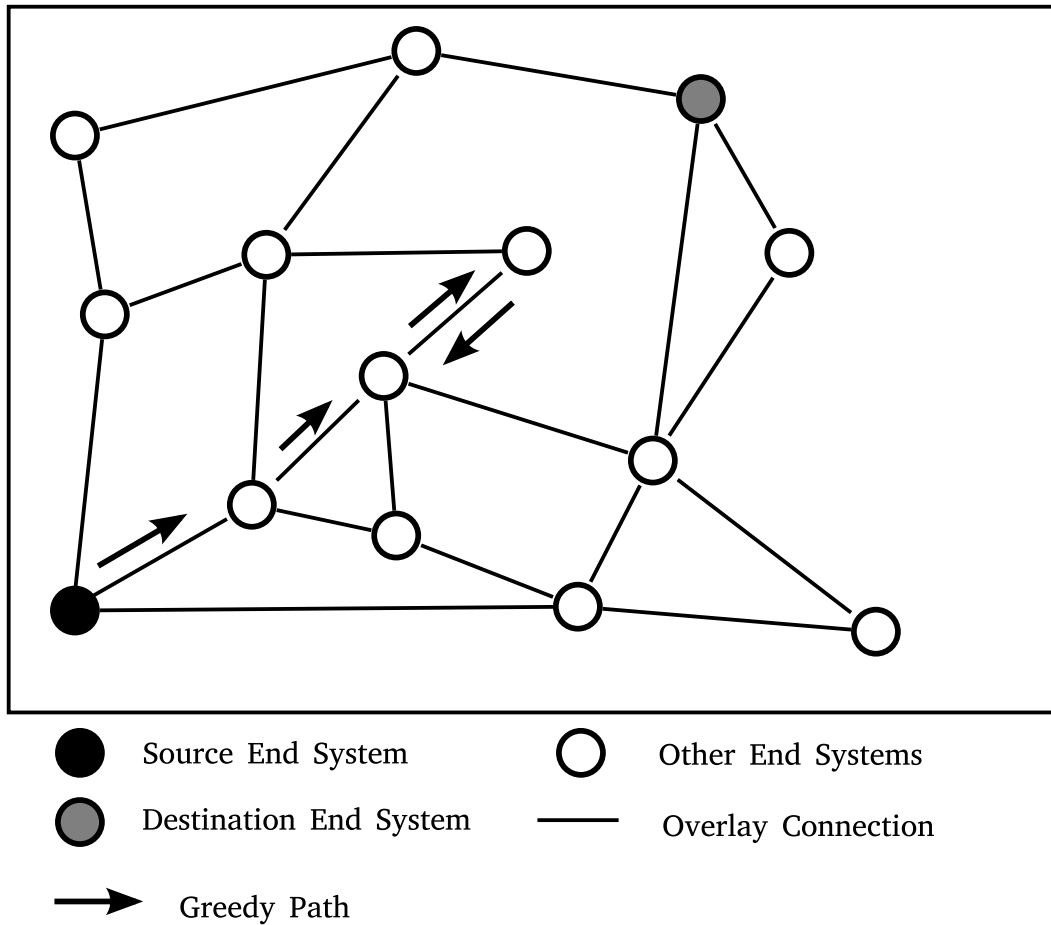 Source End System
Other End Systems
Destination End System
Overlay Connection
Greedy Path